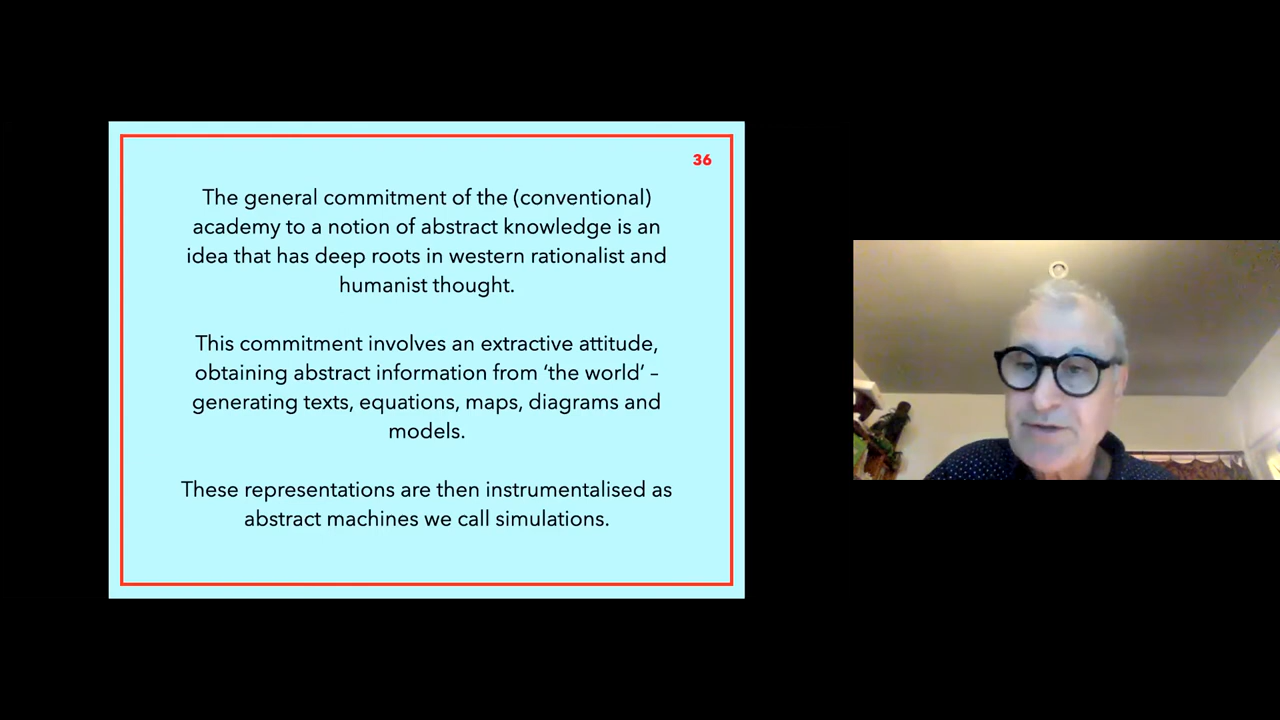 36
The general commitment of the (conventional)
academy to a notion of abstract knowledge is an
idea that has deep roots in western rationalist and
humanist thought.
This commitment involves an extractive attitude,
obtaining abstract information from ‘the world’ –
generating texts, equations, maps, diagrams and
models.
These representations are then instrumentalised as
abstract machines we call simulations.